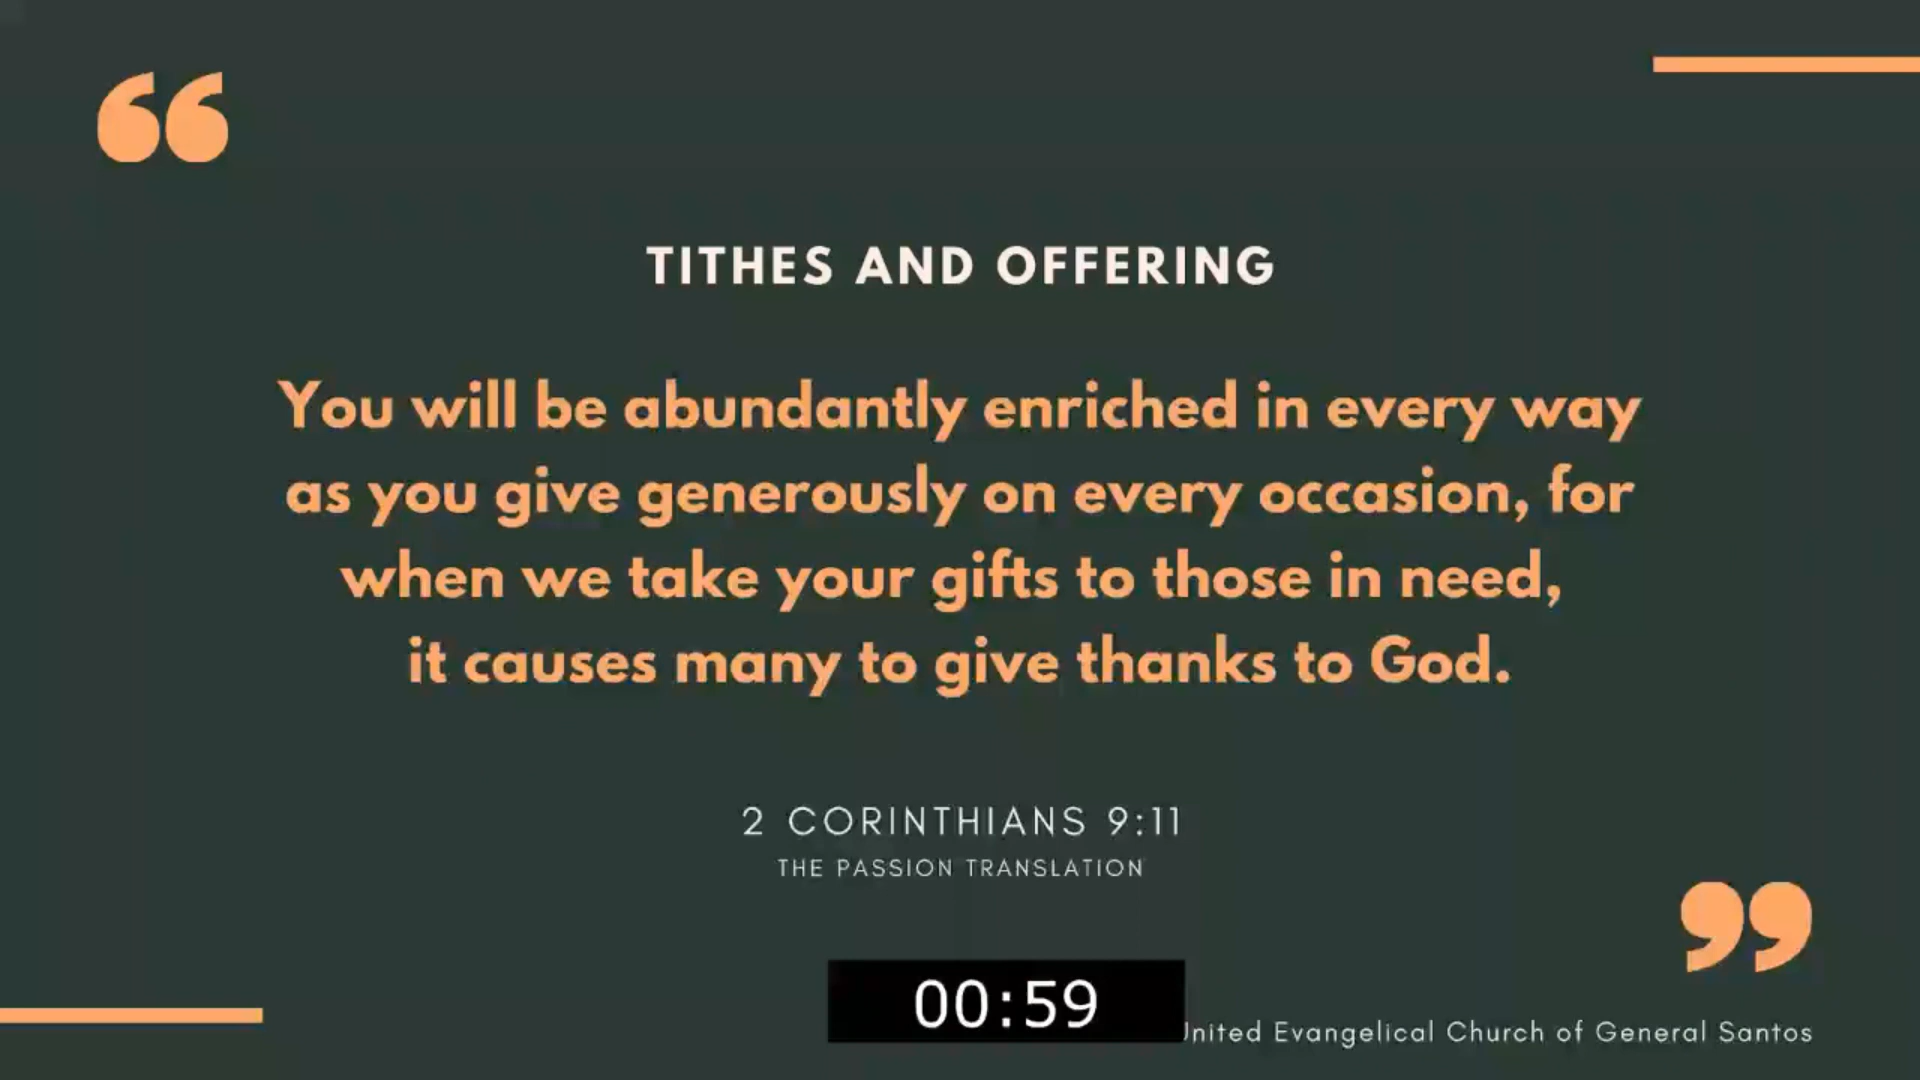 TITHES AND OFFERING
You will be abundantly enriched in every way
as you give generously on every occasion, for
when we take your gifts to those in need,
it causes many to give thanks to God.
2 CORINTHIANS 9:11
THE PASSION TRANSLATION
00:59
United Evangelical Church of General Santos